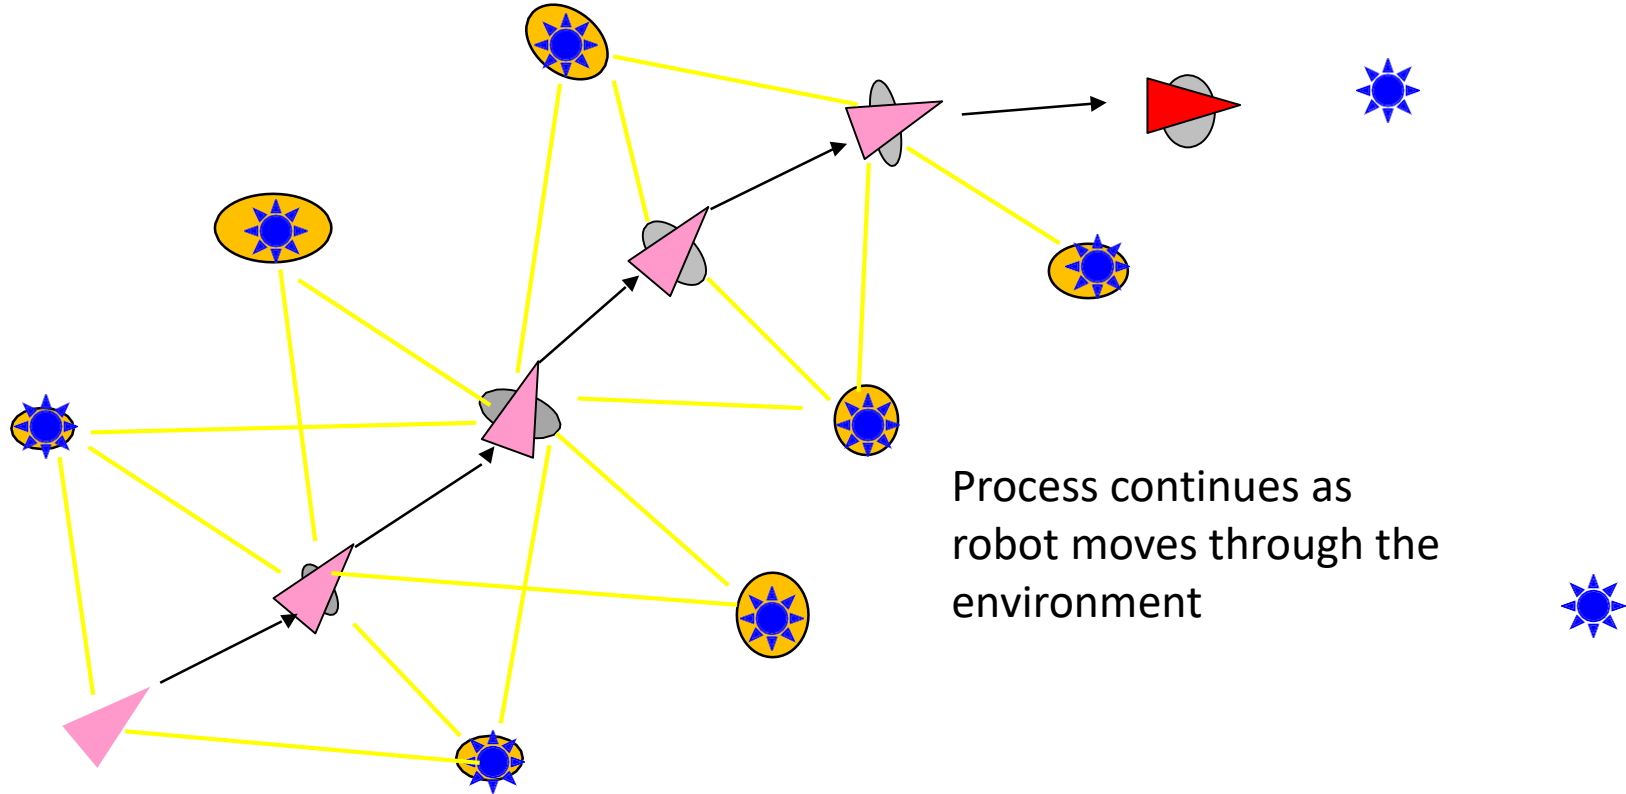 Process continues as
robot moves through the
environment